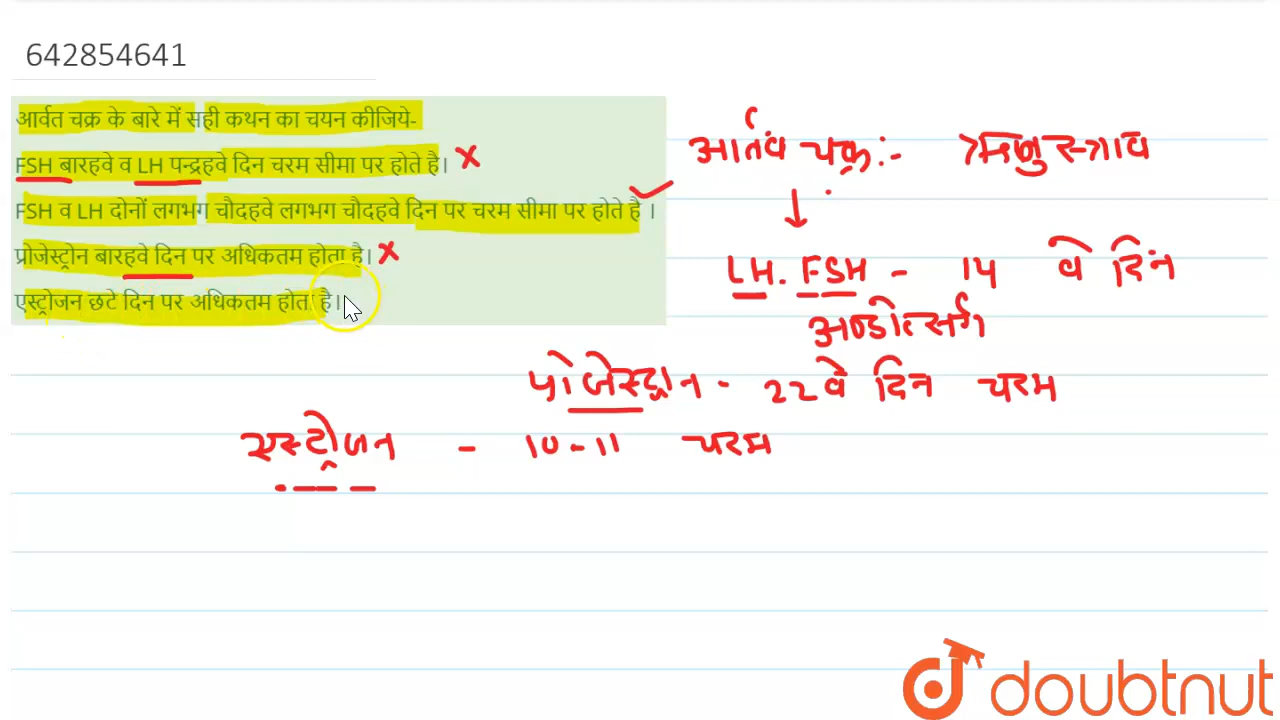 642854641
आर्वत चक्र के बारे में सही कथन का चयन कीजिये-
FSH बारहवे व LH पन्द्रहवे दिन चरम सीमा पर होते है।
FSH व LH दोनों लगभग चौदहवे लगभग चौदहवे दिन पर चरम सीमा पर होते है ।
प्रोजेस्ट्रोन बारहवे दिन पर अधिकतम होता है।
एस्ट्रोजन छटे दिन पर अधिकतम होता है।
आर्तव चक्र:-
स्त्राव
LH. FSH - 14 वे दिन
अण्डोत्सर्ग
प्रोजेस्ट्रान - 22 वे दिन चरम
एस्ट्रोजन - 10-11 चरम
doubtnut